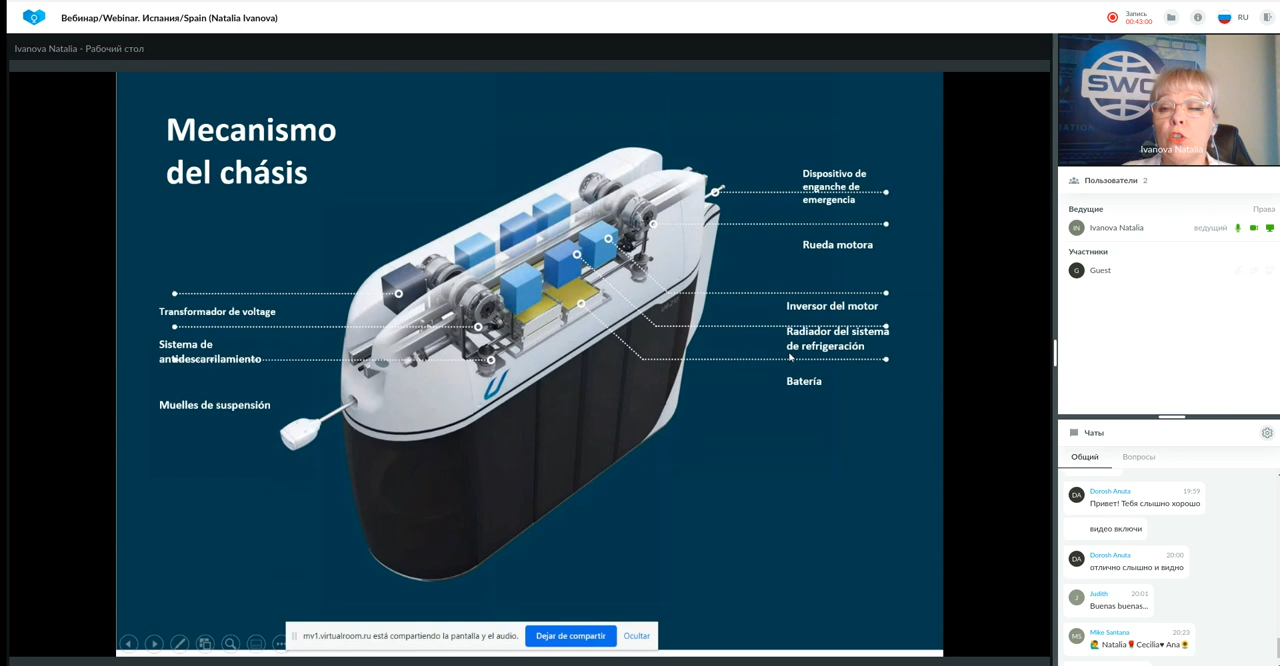 Вебинар/Webinar. Испания/Spain (Natalia Ivanova)
Запись
00:43:00
RU
Ivanova Natalia - Рабочий стол
Mecanismo
del chásis
Dispositivo de
enganche de
emergencia
Rueda motora
Inversor del motor
Radiador del sistema
de refrigeración
Batería
Transformador de voltage
Sistema de
antidescarrilamiento
Muelles de suspensión
mv1.virtualroom.ru está compartiendo la pantalla y el audio.
Dejar de compartir
Ocultar
SWC
Ivanova Natalia
Пользователи 2
Ведущие
Права
IN
Ivanova Natalia
ведущий
Участники
G
Guest
Чаты
Общий
Вопросы
DA
Dorosh Anuta
19:59
Привет! Тебя слышно хорошо
видео включи
DA
Dorosh Anuta
20:00
отлично слышно и видно
J
Judith
20:01
Buenas buenas...
MS
Mike Santana
20:23
🙋‍♂️ Natalia🌹Cecilia♥ Ana🌻